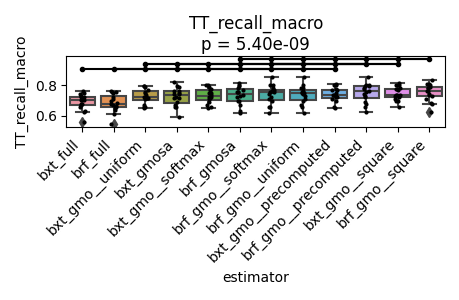 TT_recall_macro
p = 5.40e-09
TT_recall_macro
0.8
0.6
bxt_full
brf_full
bxt_gmo__uniform
bxt_gmosa
bxt_gmo__softmax
brf_gmosa
brf_gmo__softmax
brf_gmo__uniform
bxt_gmo__precomputed
brf_gmo__precomputed
bxt_gmo__square
brf_gmo__square
estimator